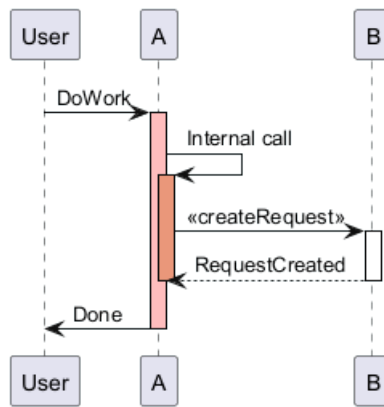 User A B
DoWork
Internal call
«createRequest»
RequestCreated
Done
User A B